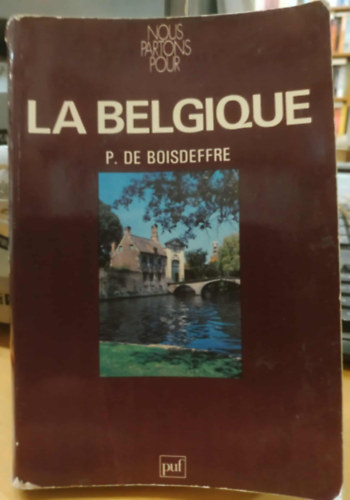 NOUS
PARTONS
POUR
LA BELGIQUE
P. DE BOISDEFFRE
puf